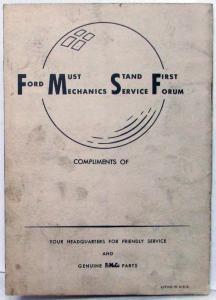 MUST STAND FIRST
FORD MECHANICS SERVICE FORUM
COMPLIMENTS OF
YOUR HEADQUARTERS FOR FRIENDLY SERVICE
AND
GENUINE PARTS